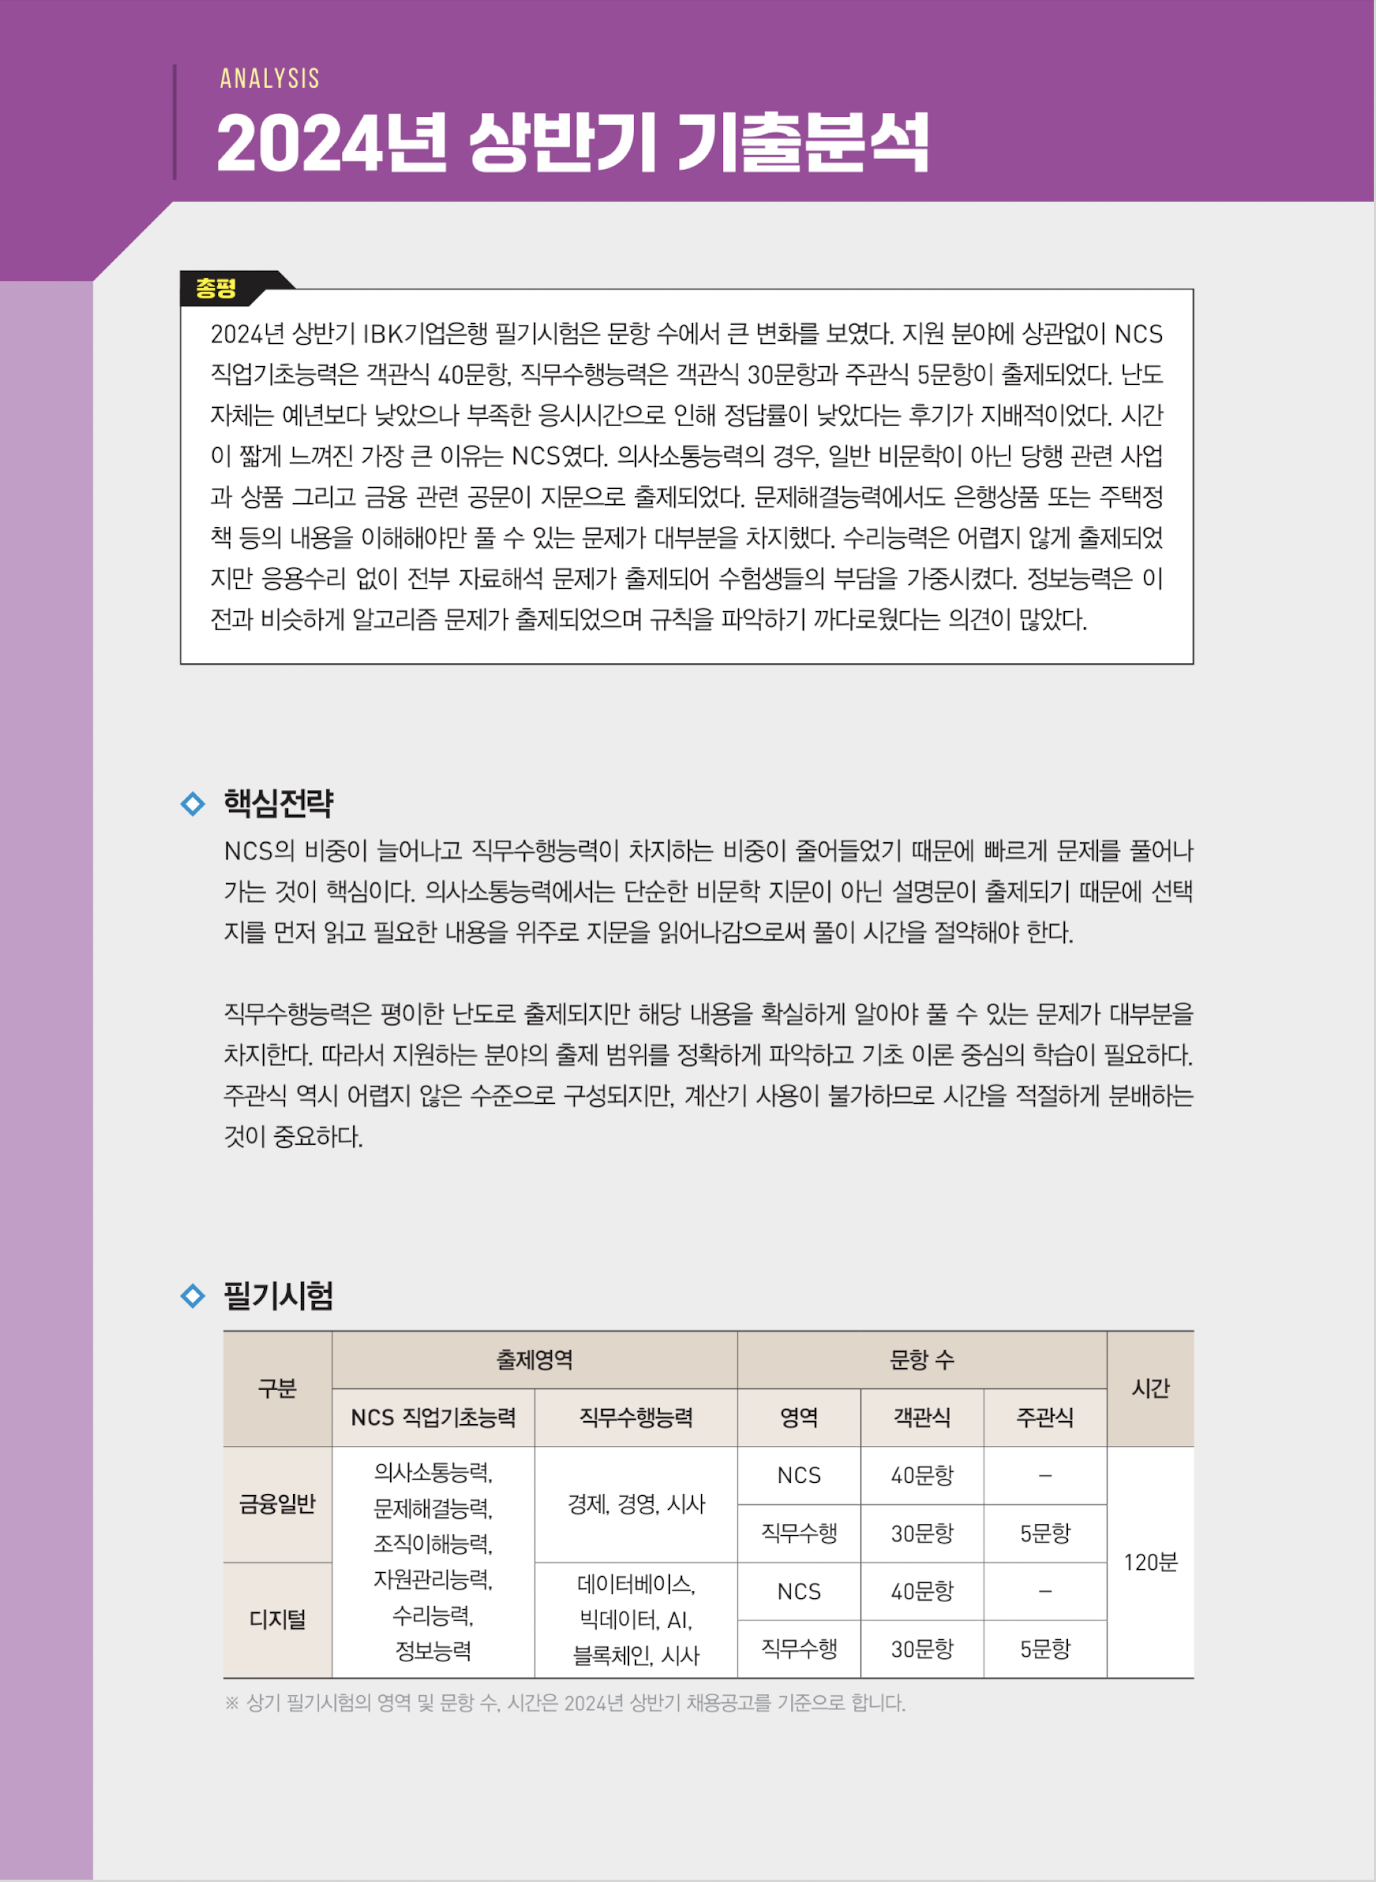 ANALYSIS
2024년 상반기 기출분석
총평
2024년 상반기 IBK기업은행 필기시험은 문항 수에서 큰 변화를 보였다. 지원 분야에 상관없이 NCS
직업기초능력은 객관식 40문항, 직무수행능력은 객관식 30문항과 주관식 5문항이 출제되었다. 난도
자체는 예년보다 낮았으나 부족한 응시시간으로 인해 정답률이 낮았다는 후기가 지배적이었다. 시간
이 짧게 느껴진 가장 큰 이유는 NCS였다. 의사소통능력의 경우, 일반 비문학이 아닌 당행 관련 사업
과 상품 그리고 금융 관련 공문이 지문으로 출제되었다. 문제해결능력에서도 은행상품 또는 주택정
책 등의 내용을 이해해야만 풀 수 있는 문제가 대부분을 차지했다. 수리능력은 어렵지 않게 출제되었
지만 응용수리 없이 전부 자료해석 문제가 출제되어 수험생들의 부담을 가중시켰다. 정보능력은 이
전과 비슷하게 알고리즘 문제가 출제되었으며 규칙을 파악하기 까다로웠다는 의견이 많았다.
핵심전략
NCS의 비중이 늘어나고 직무수행능력이 차지하는 비중이 줄어들었기 때문에 빠르게 문제를 풀어나
가는 것이 핵심이다. 의사소통능력에서는 단순한 비문학 지문이 아닌 설명문이 출제되기 때문에 선택
지를 먼저 읽고 필요한 내용을 위주로 지문을 읽어나감으로써 풀이 시간을 절약해야 한다.
직무수행능력은 평이한 난도로 출제되지만 해당 내용을 확실하게 알아야 풀 수 있는 문제가 대부분을
차지한다. 따라서 지원하는 분야의 출제 범위를 정확하게 파악하고 기초 이론 중심의 학습이 필요하다.
주관식 역시 어렵지 않은 수준으로 구성되지만, 계산기 사용이 불가하므로 시간을 적절하게 분배하는
것이 중요하다.
필기시험
구분 출제영역 문항 수 시간
NCS 직업기초능력 직무수행능력 영역 객관식 주관식
금융일반
의사소통능력,
문제해결능력,
조직이해능력,
자원관리능력,
수리능력,
정보능력
경제, 경영, 시사
NCS 40문항 –
직무수행 30문항 5문항
120분
디지털
데이터베이스,
빅데이터, AI,
블록체인, 시사
NCS 40문항 –
직무수행 30문항 5문항
※ 상기 필기시험의 영역 및 문항 수, 시간은 2024년 상반기 채용공고를 기준으로 합니다.